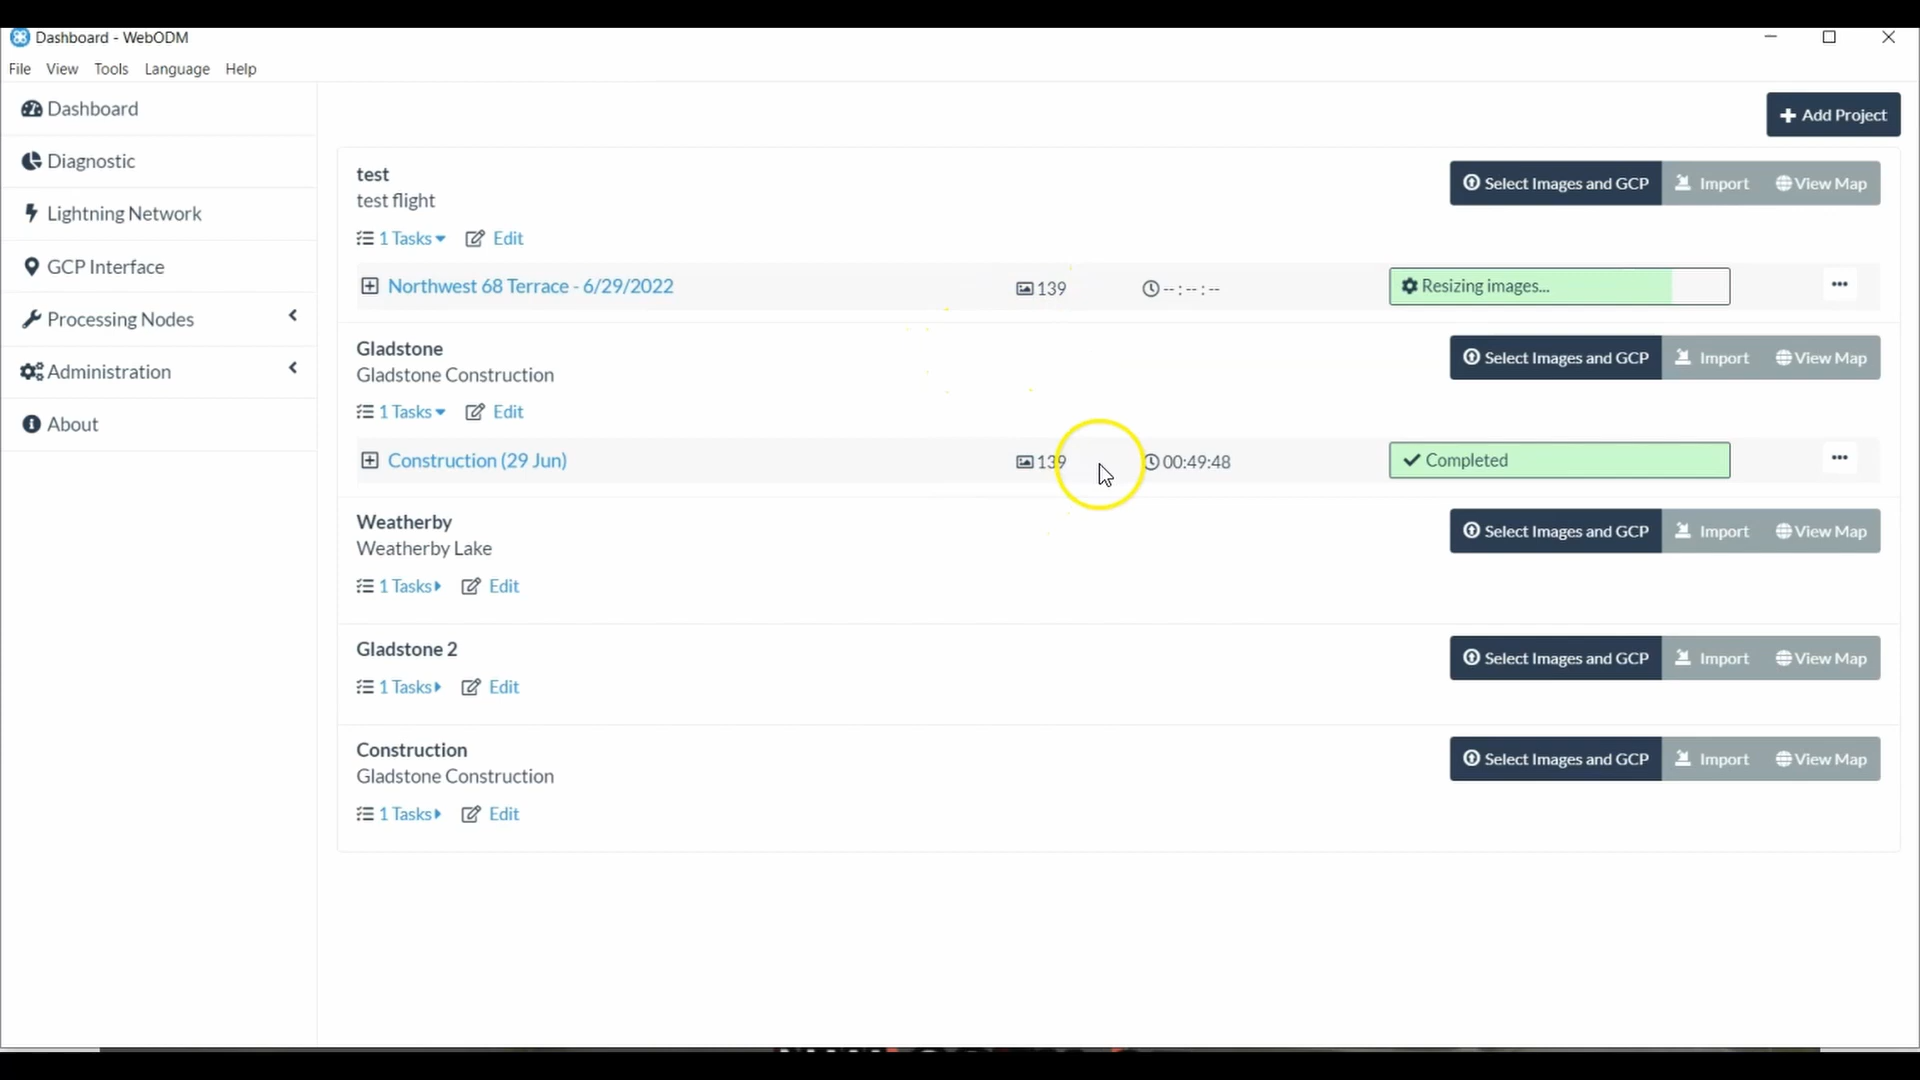 Dashboard - WebODM
File View Tools Language Help
Dashboard
Diagnostic
Lightning Network
GCP Interface
Processing Nodes
Administration
About
Add Project
test
test flight
Select Images and GCP Import View Map
1 Tasks Edit
Northwest 68 Terrace - 6/29/2022 139 -- : -- : -- Resizing images...
Gladstone
Gladstone Construction
Select Images and GCP Import View Map
1 Tasks Edit
Construction (29 Jun) 139 00:49:48 Completed
Weatherby
Weatherby Lake
Select Images and GCP Import View Map
1 Tasks Edit
Gladstone 2
Select Images and GCP Import View Map
1 Tasks Edit
Construction
Gladstone Construction
Select Images and GCP Import View Map
1 Tasks Edit